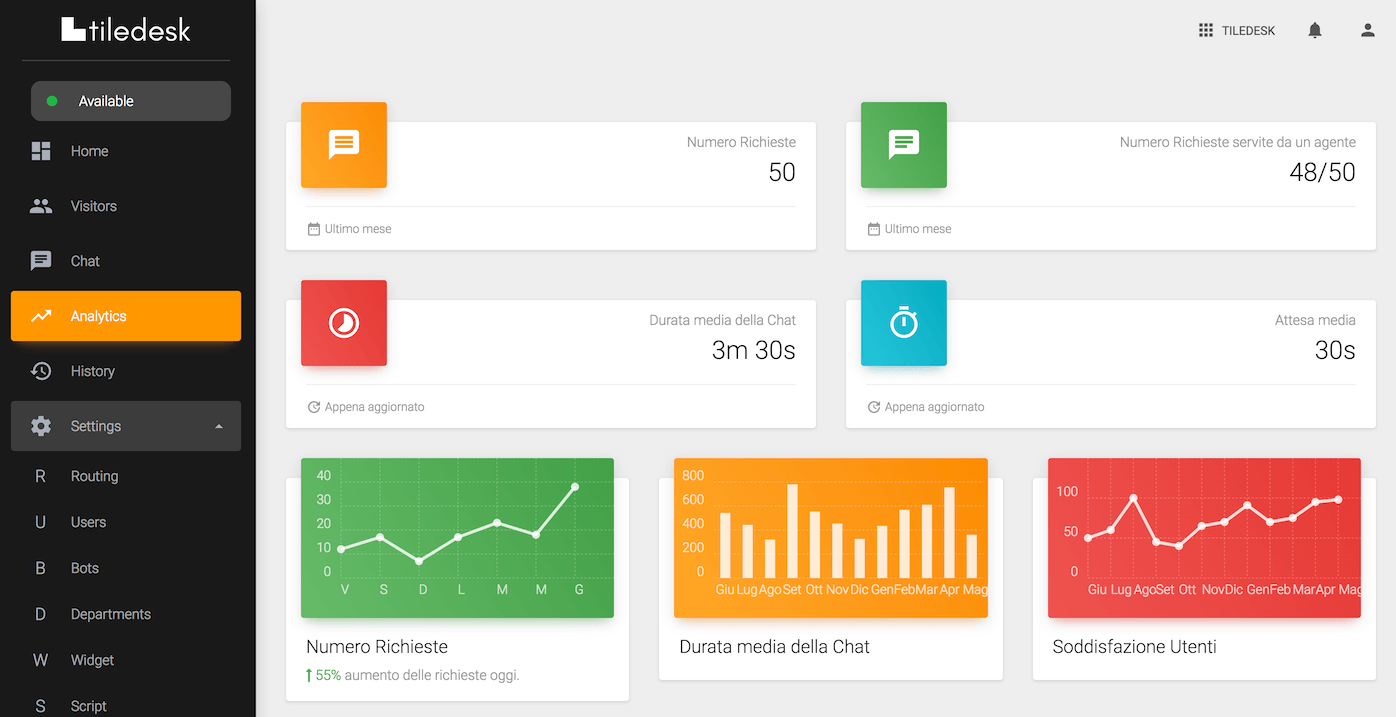 tiledesk
Available
Home
Visitors
Chat
Analytics
History
Settings
R Routing
U Users
B Bots
D Departments
W Widget
S Script
TILEDESK
Numero Richieste
50
Ultimo mese
Numero Richieste servite da un agente
48/50
Ultimo mese
Durata media della Chat
3m 30s
Appena aggiornato
Attesa media
30s
Appena aggiornato
40
30
20
10
0
V S D L M M G
Numero Richieste
55% aumento delle richieste oggi.
800
600
400
200
0
Giu Lug Ago Set Ott Nov Dic Gen Feb Mar Apr Mag
Durata media della Chat
100
50
0
Giu Lug Ago Set Ott Nov Dic Gen Feb Mar Apr Mag
Soddisfazione Utenti